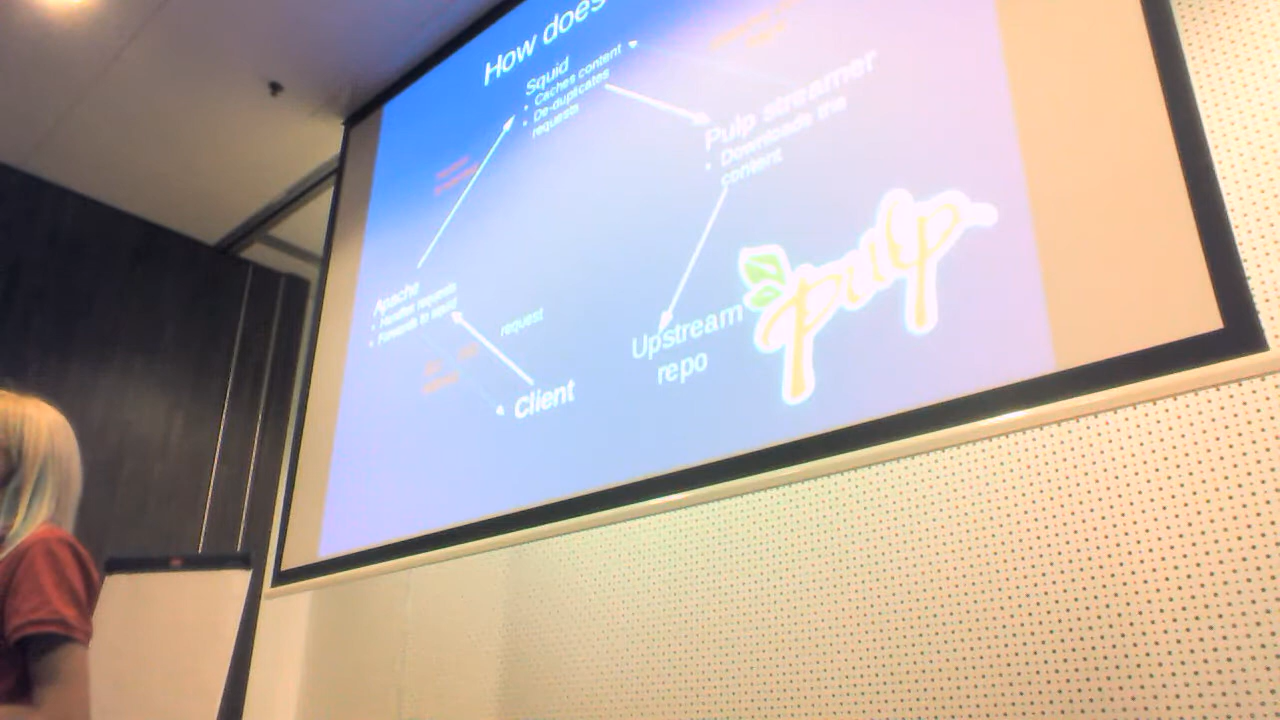 How does
Squid
• Caches content
• De-duplicates
requests
Pulp streamer
• Downloads the
content
Apache
• Handles requests
• Forwards to squid
request
Client
Upstream
repo
pulp